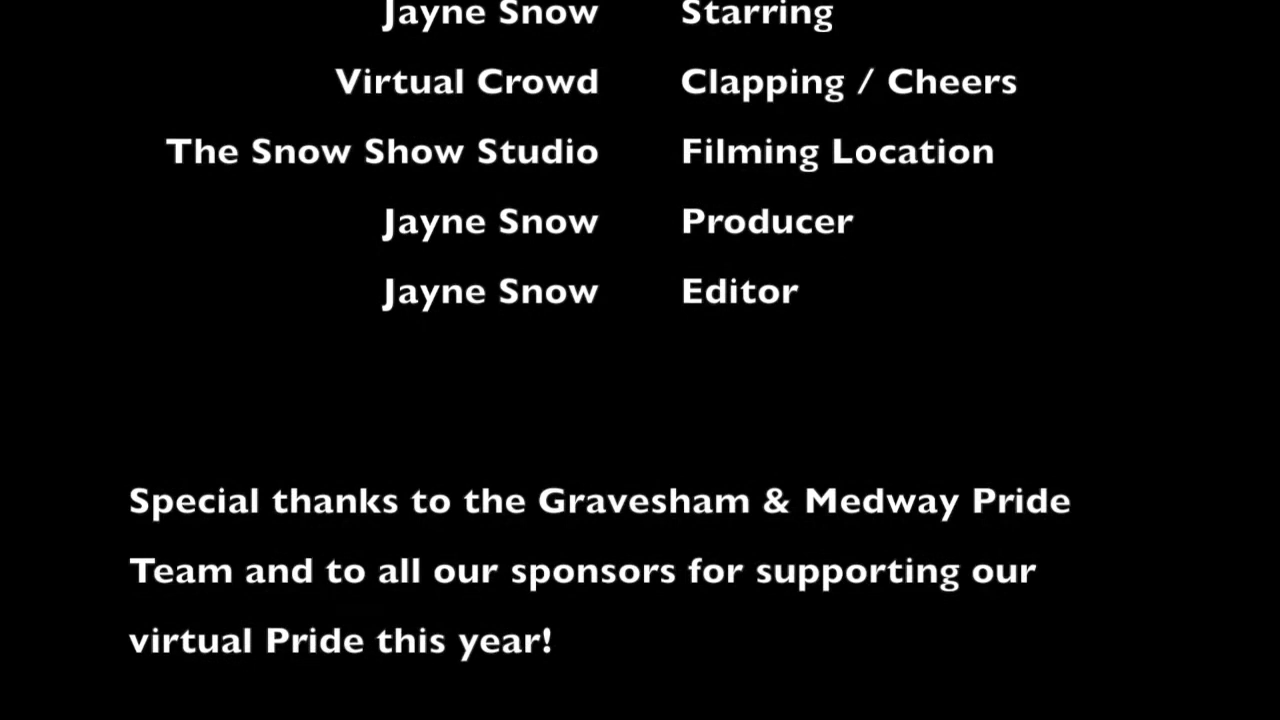 Jayne Snow Starring
Virtual Crowd Clapping / Cheers
The Snow Show Studio Filming Location
Jayne Snow Producer
Jayne Snow Editor
Special thanks to the Gravesham & Medway Pride
Team and to all our sponsors for supporting our
virtual Pride this year!